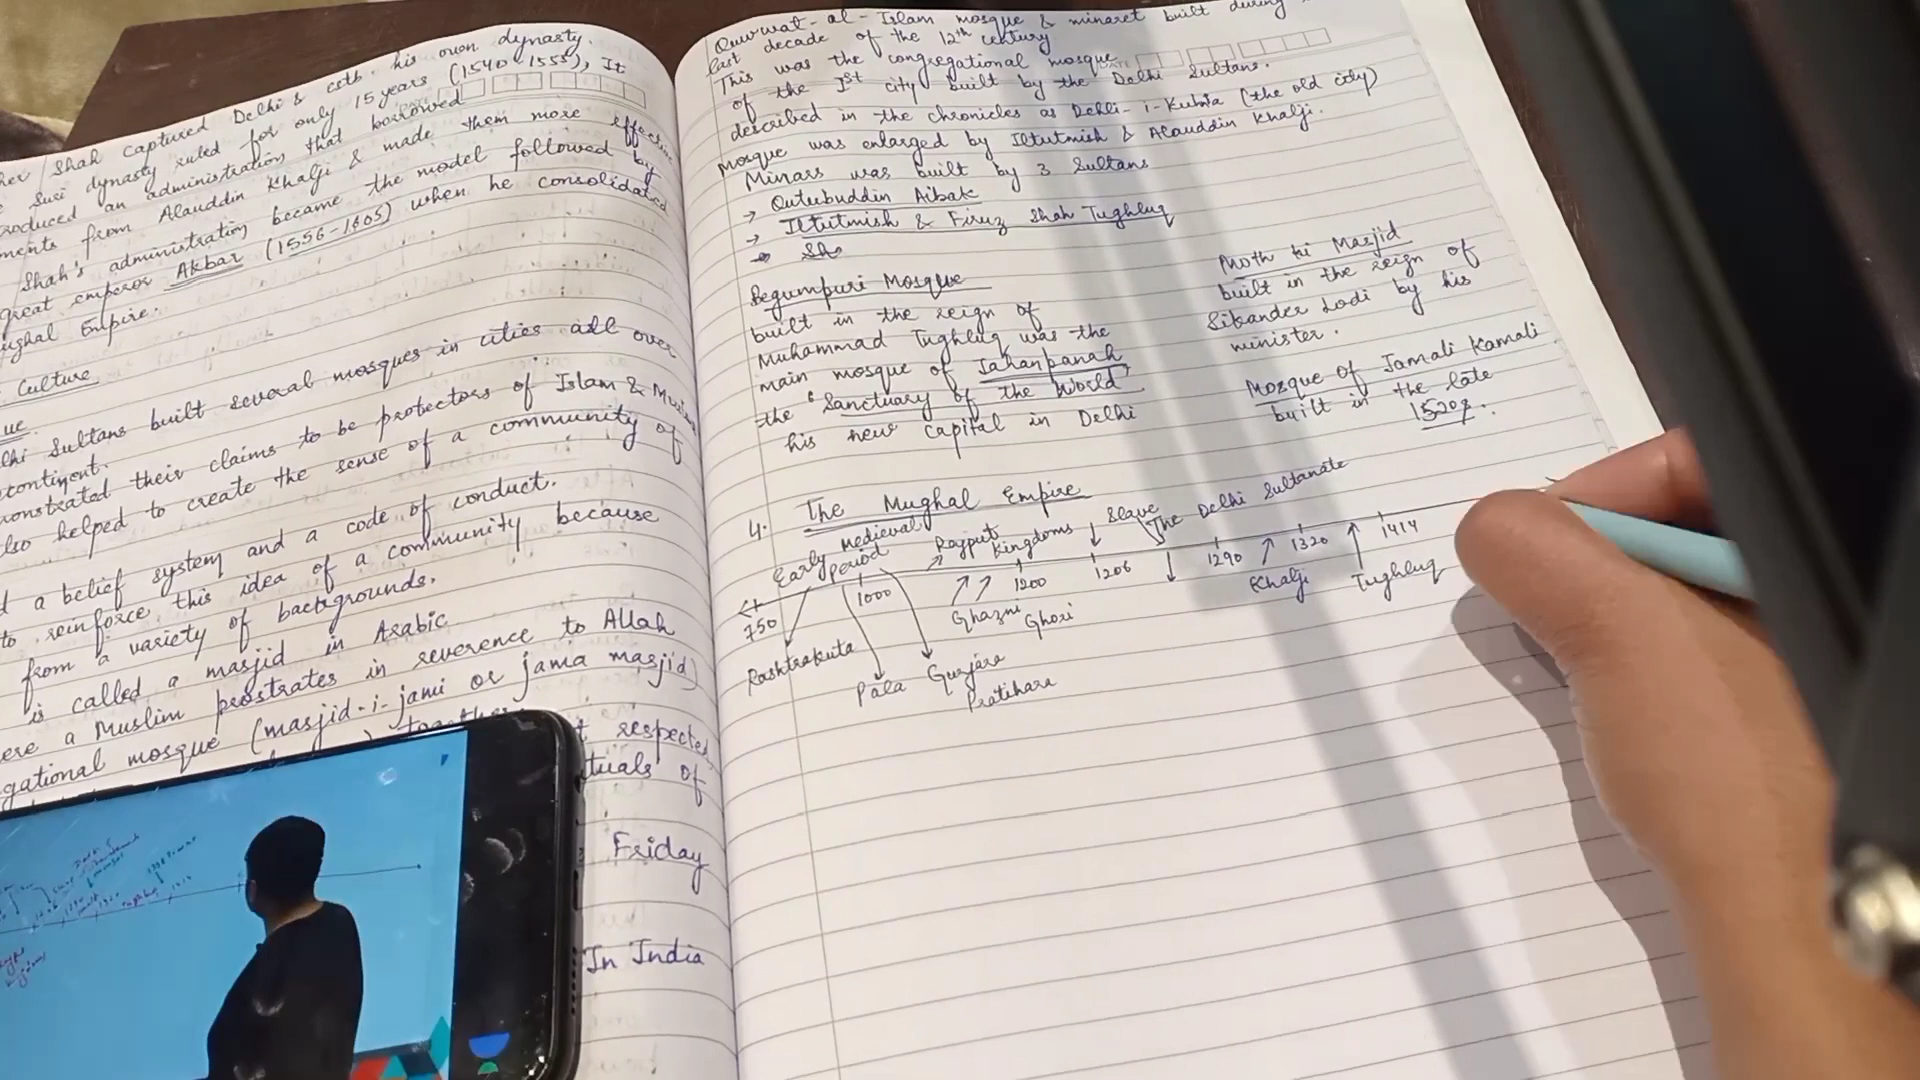 Shah captured Delhi & estb. his own dynasty.
Suri dynasty ruled for only 15 years (1540 - 1555), It
an administration that borrowed
from Alauddin Khalji & made them more effective
Shah's administration became the model followed by
great emperor Akbar (1556-1605) when he consolidated
Empire.
Culture
Sultans built several mosques in cities all over
their claims to be protectors of Islam &
helped to create the sense of a community of
a belief system and a code of conduct.
to reinforce this idea of a community because
from a variety of backgrounds.
is called a masjid in Arabic
a Muslim prostrates in reverence to Allah
mosque (masjid-i-jami or jama masjid)
respected,
of
Friday
In India
Quwwat-al-Islam mosque & minaret built during
last decade of the 12th century
This was the congregational mosque
of the 1st city built by the Delhi Sultans.
described in the chronicles as Dehli-i-Kuhna (the old city)
Mosque was enlarged by Iltutmish & Alauddin Khalji.
Minars was built by 3 Sultans
→ Qutubuddin Aibak
→ Iltutmish & Firuz Shah Tughluq
→ Sh
Begumpuri Mosque
built in the reign of
Muhammad Tughluq was the
main mosque of Jahanpanah
the "Sanctuary of the World"
his new capital in Delhi
Moth ki Masjid
built in the reign of
Sikander Lodi by his
minister.
Mozque of Jamali Kamali
built in the late
1520s.
4. The Mughal Empire
Early Medieval
Period
Rajput
Kingdoms
Slave
The Delhi Sultanate
750
1000
1200
1206
1290
1320
1414
Rashtrakuta
Pala
Gurjara
Pratihara
Ghazni
Ghori
Khalji
Tughluq